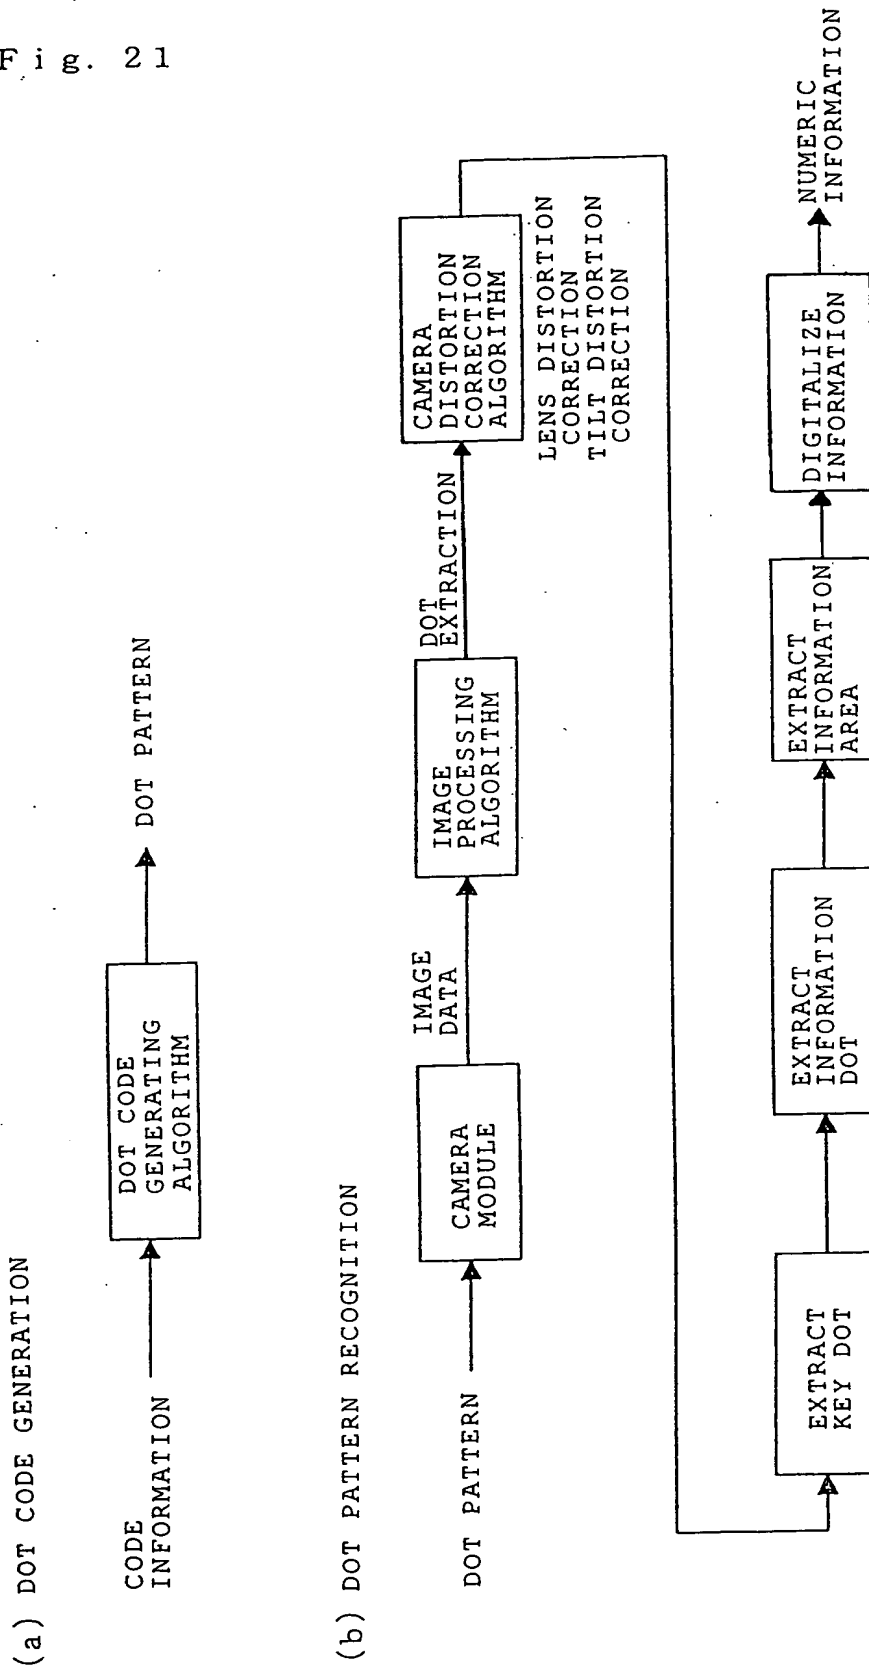 F i g. 2 1
(a) DOT CODE GENERATION
CODE
INFORMATION
DOT CODE
GENERATING
ALGORITHM
DOT PATTERN
(b) DOT PATTERN RECOGNITION
DOT PATTERN
CAMERA
MODULE
IMAGE
DATA
IMAGE
PROCESSING
ALGORITHM
DOT
EXTRACTION
CAMERA
DISTORTION
CORRECTION
ALGORITHM
LENS DISTORTION
CORRECTION
TILT DISTORTION
CORRECTION
EXTRACT
KEY DOT
EXTRACT
INFORMATION
DOT
EXTRACT
INFORMATION
AREA
DIGITALIZE
INFORMATION
NUMERIC
INFORMATION